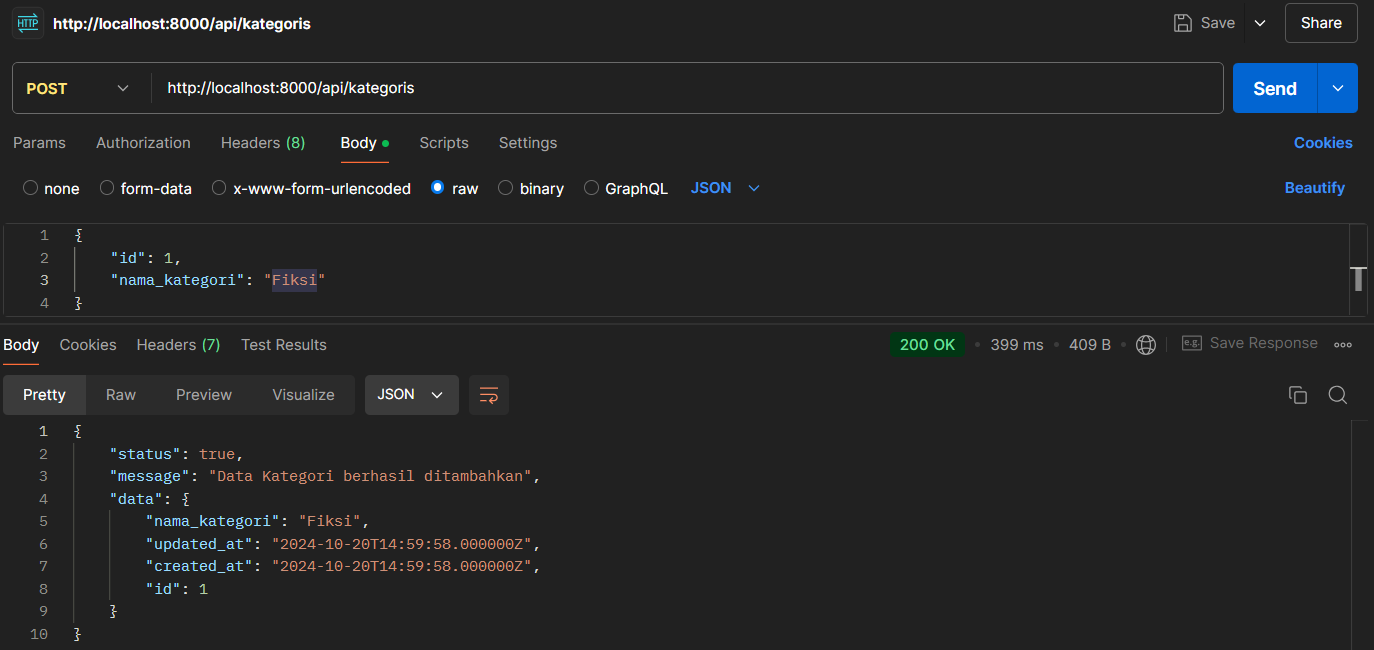 HTTP http://localhost:8000/api/kategoris Save Share
POST http://localhost:8000/api/kategoris Send
Params Authorization Headers (8) Body Scripts Settings Cookies
none form-data x-www-form-urlencoded raw binary GraphQL JSON Beautify
1 {
2 "id": 1,
3 "nama_kategori": "Fiksi"
4 }
Body Cookies Headers (7) Test Results 200 OK • 399 ms • 409 B • e.g. Save Response
Pretty Raw Preview Visualize JSON
1 {
2 "status": true,
3 "message": "Data Kategori berhasil ditambahkan",
4 "data": {
5 "nama_kategori": "Fiksi",
6 "updated_at": "2024-10-20T14:59:58.000000Z",
7 "created_at": "2024-10-20T14:59:58.000000Z",
8 "id": 1
9 }
10 }